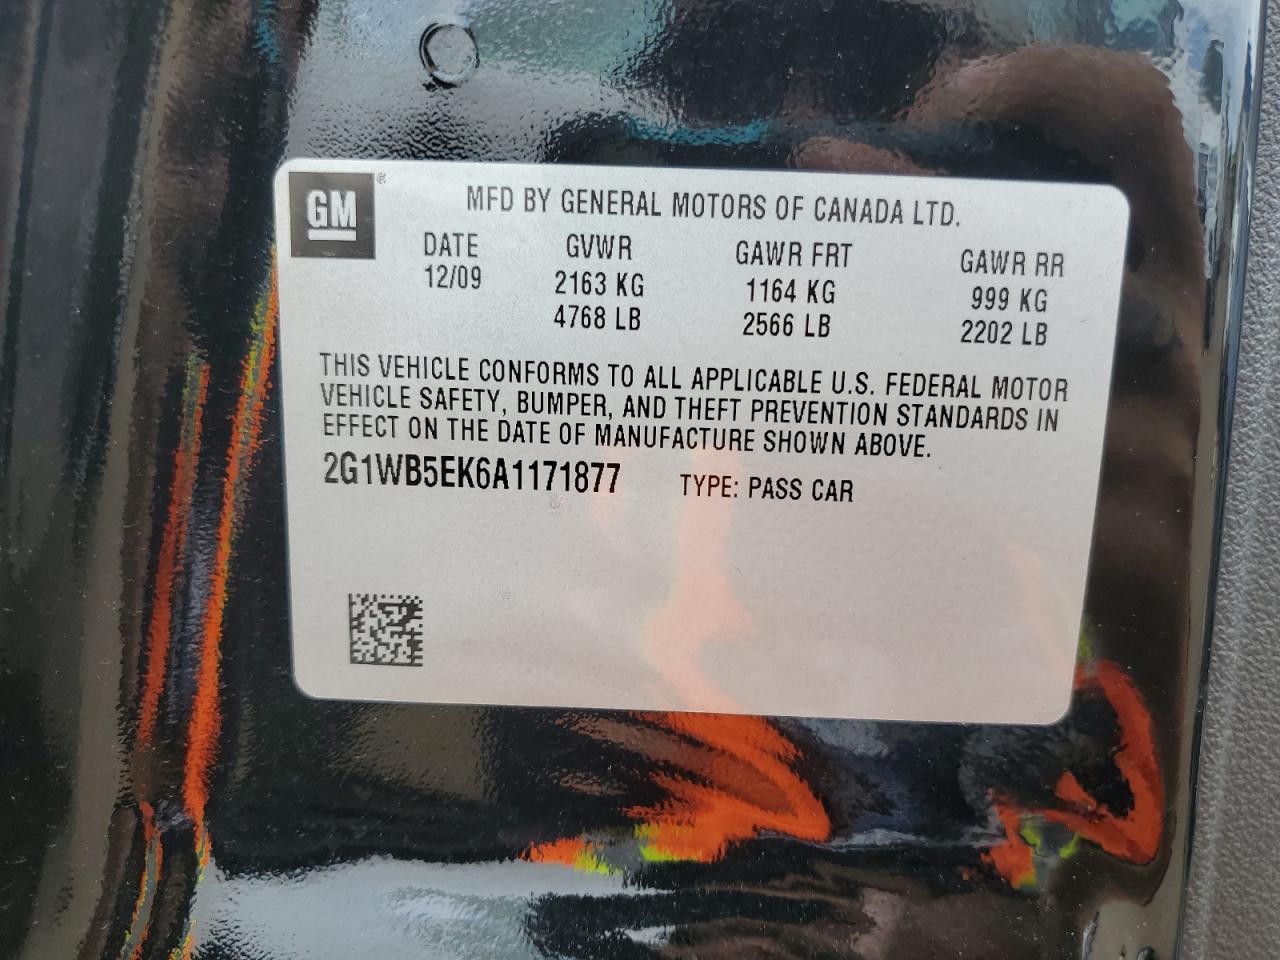 GM ®
MFD BY GENERAL MOTORS OF CANADA LTD.
DATE GVWR GAWR FRT GAWR RR
12/09 2163 KG 1164 KG 999 KG
4768 LB 2566 LB 2202 LB
THIS VEHICLE CONFORMS TO ALL APPLICABLE U.S. FEDERAL MOTOR
VEHICLE SAFETY, BUMPER, AND THEFT PREVENTION STANDARDS IN
EFFECT ON THE DATE OF MANUFACTURE SHOWN ABOVE.
2G1WB5EK6A1171877 TYPE: PASS CAR